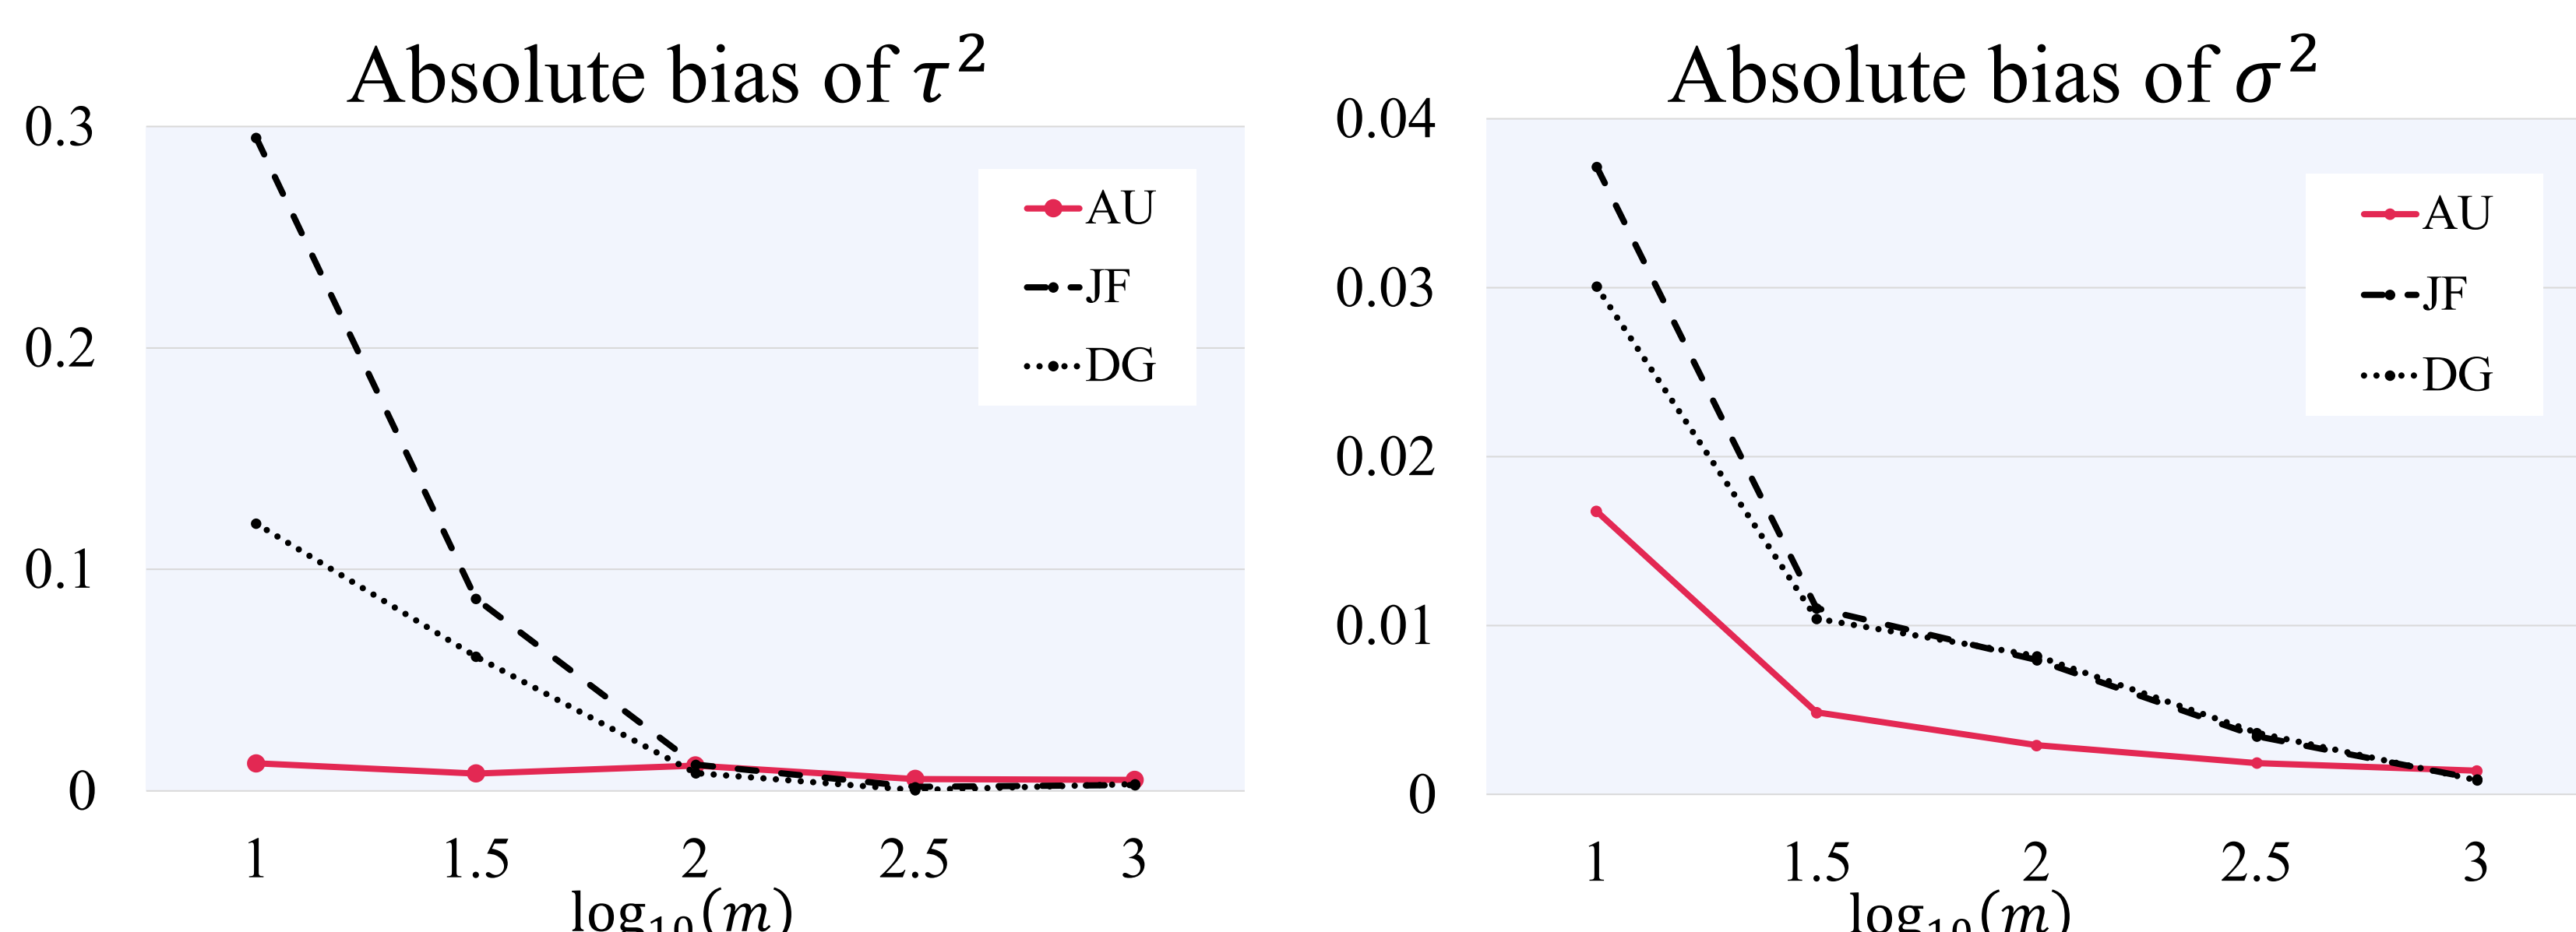 Absolute bias of τ²
0.3
0.2
0.1
0
1 1.5 2 2.5 3
log₁₀(m)
AU
JF
DG
Absolute bias of σ²
0.04
0.03
0.02
0.01
0
1 1.5 2 2.5 3
log₁₀(m)
AU
JF
DG